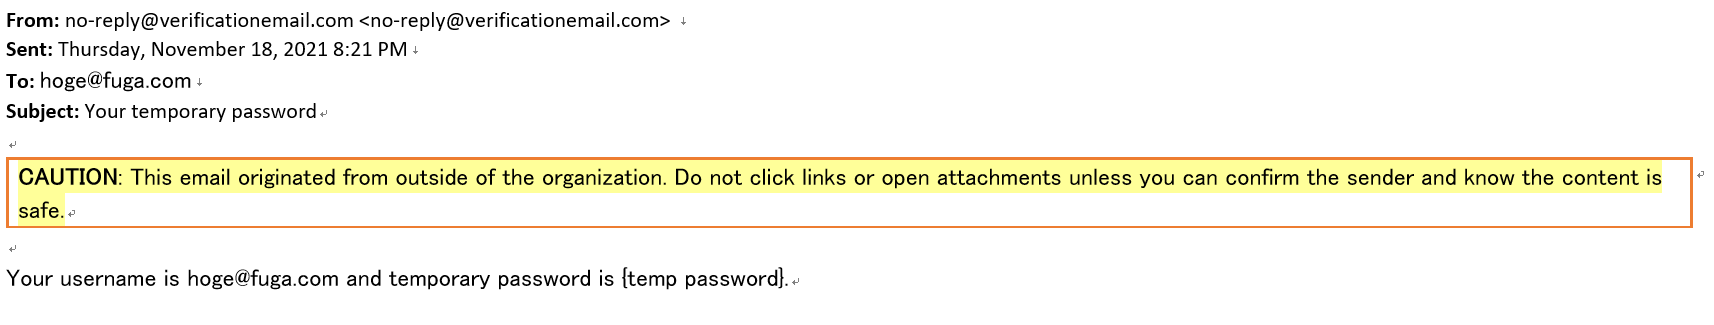 From: no-reply@verificationemail.com <no-reply@verificationemail.com> ↓
Sent: Thursday, November 18, 2021 8:21 PM ↓
To: hoge@fuga.com ↓
Subject: Your temporary password ↵
↵
CAUTION: This email originated from outside of the organization. Do not click links or open attachments unless you can confirm the sender and know the content is
safe. ↵
↵
Your username is hoge@fuga.com and temporary password is {temp password}. ↵